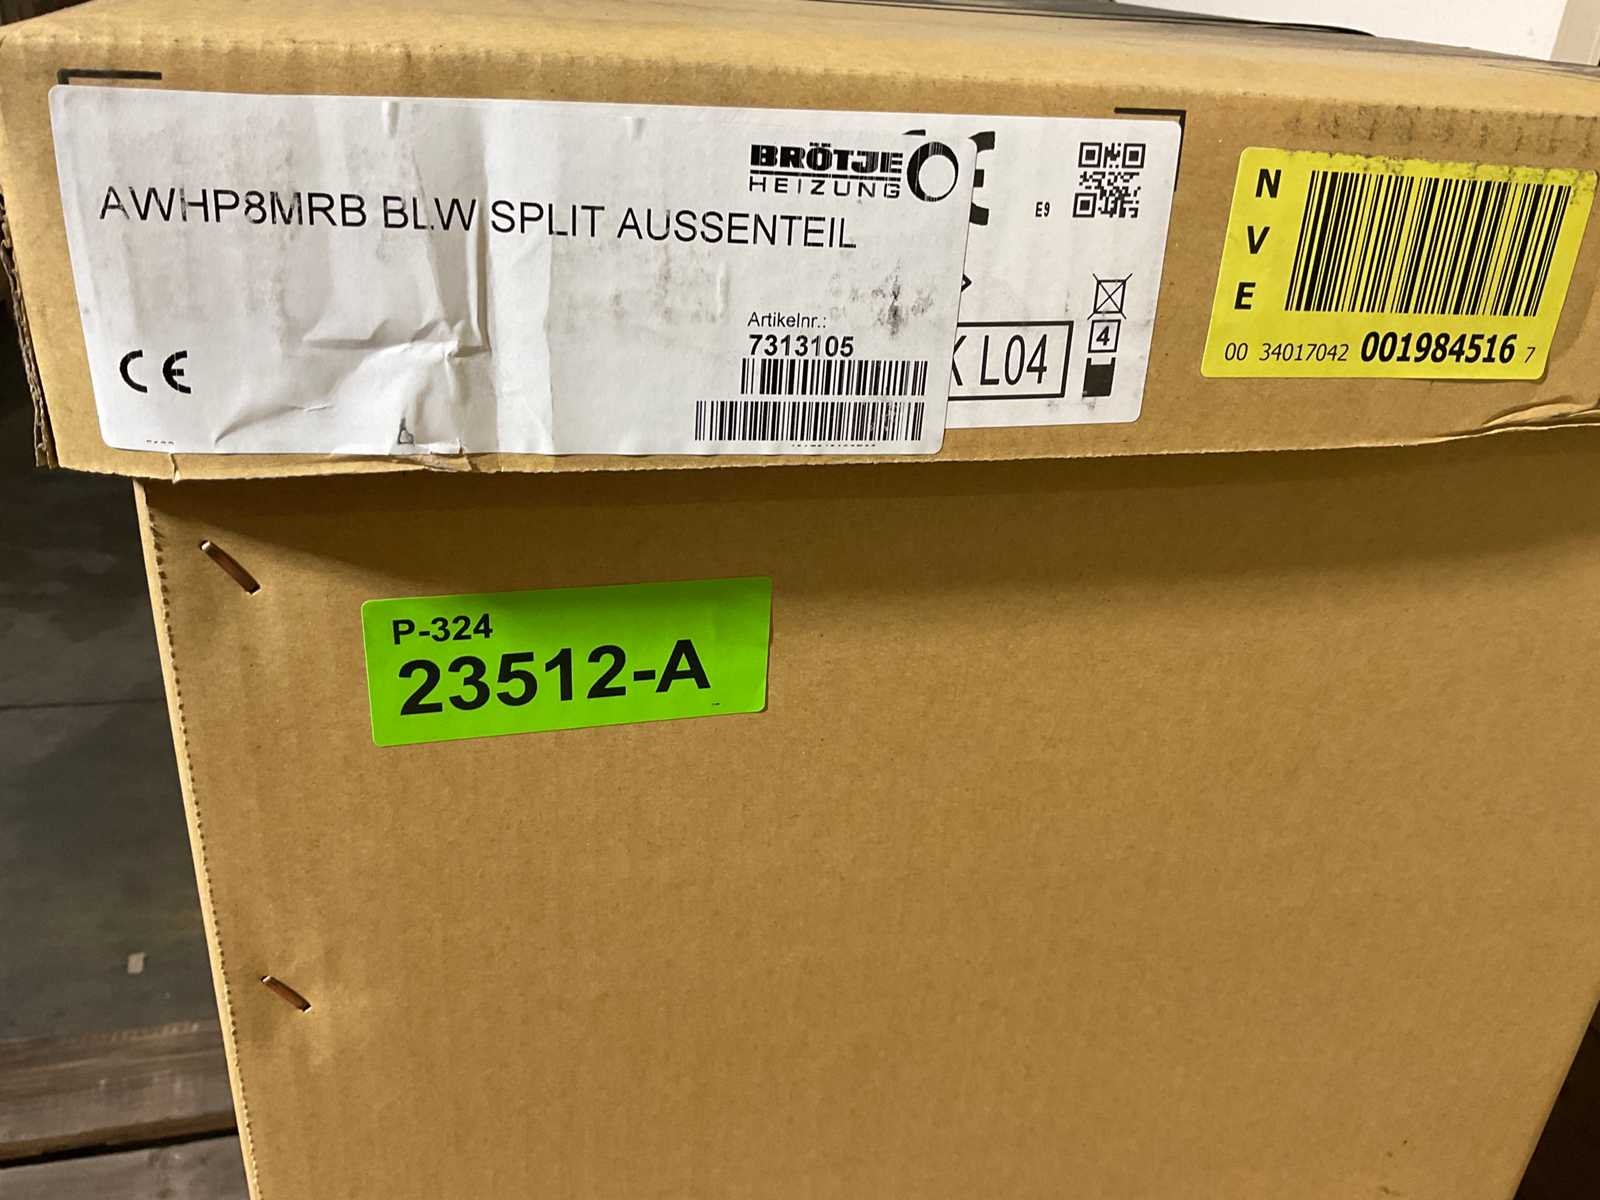 BRÖTJE
HEIZUNG
AWHP8MRB BLW SPLIT AUSSENTEIL
Artikelnr.:
7313105
CE
E9
L04
4
N
V
E
00 34017042 001984516 7
P-324
23512-A